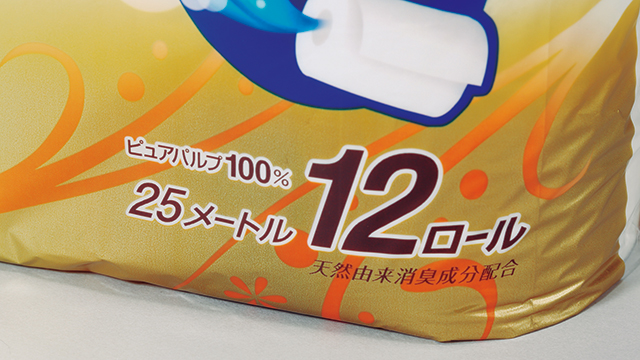 ピュアパルプ100%
25メートル 12ロール
天然由来消臭成分配合